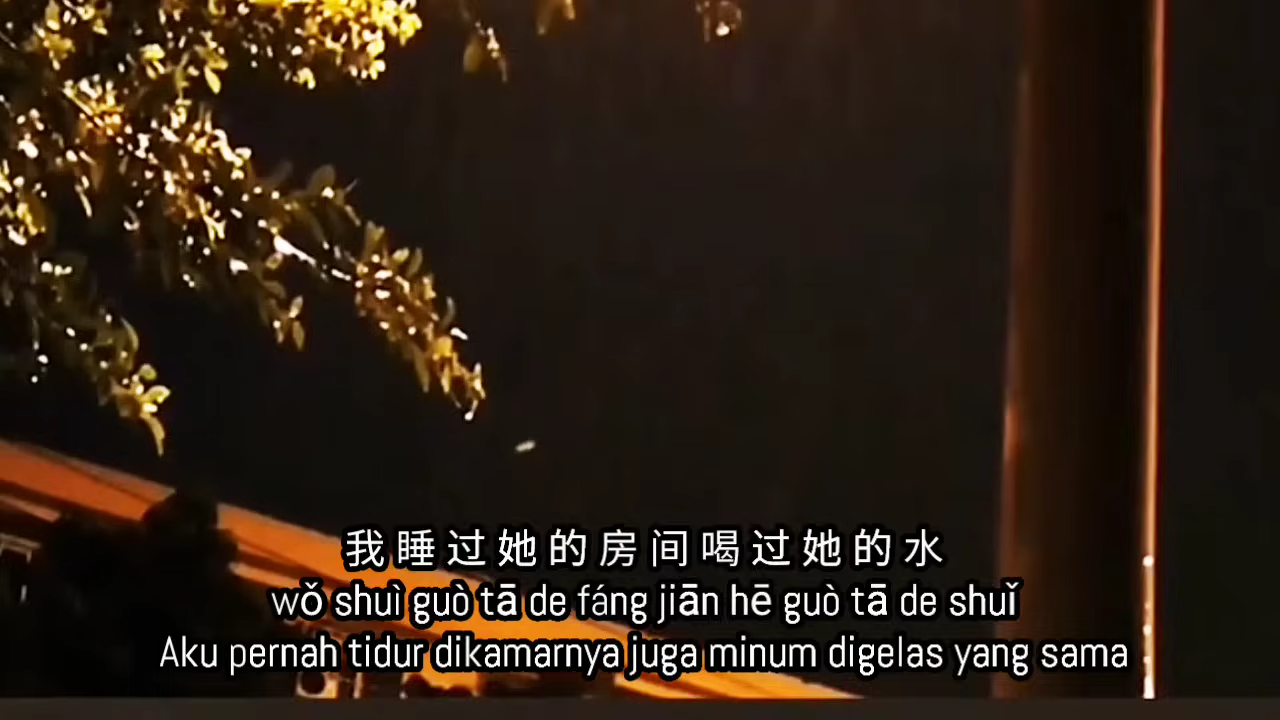 我睡过她的房间喝过她的水
wǒ shuì guò tā de fáng jiān hē guò tā de shuǐ
Aku pernah tidur dikamarnya juga minum digelas yang sama